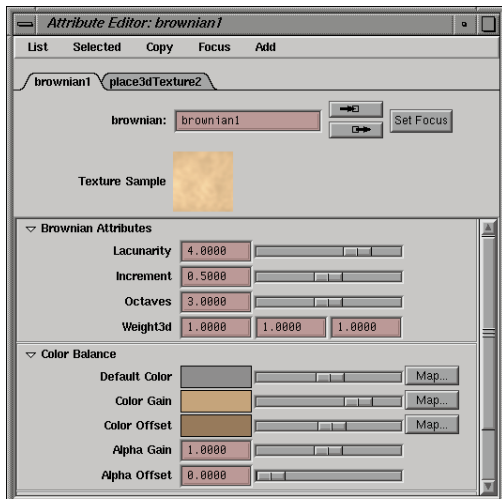 Attribute Editor: brownian1
List Selected Copy Focus Add
brownian1 place3dTexture2
brownian: brownian1 Set Focus
Texture Sample
Brownian Attributes
Lacunarity 4.0000
Increment 0.5000
Octaves 3.0000
Weight3d 1.0000 1.0000 1.0000
Color Balance
Default Color Map...
Color Gain Map...
Color Offset Map...
Alpha Gain 1.0000
Alpha Offset 0.0000